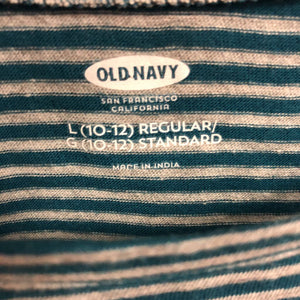 OLD NAVY
SAN FRANCISCO
CALIFORNIA
L (10-12) REGULAR/
G (10-12) STANDARD
MADE IN INDIA